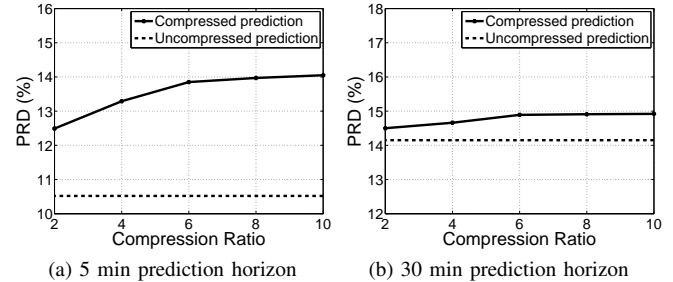 16
15
14
13
12
11
10
PRD (%)
Compressed prediction
Uncompressed prediction
2 4 6 8 10
Compression Ratio
(a) 5 min prediction horizon
18
17
16
15
14
13
12
PRD (%)
Compressed prediction
Uncompressed prediction
2 4 6 8 10
Compression Ratio
(b) 30 min prediction horizon